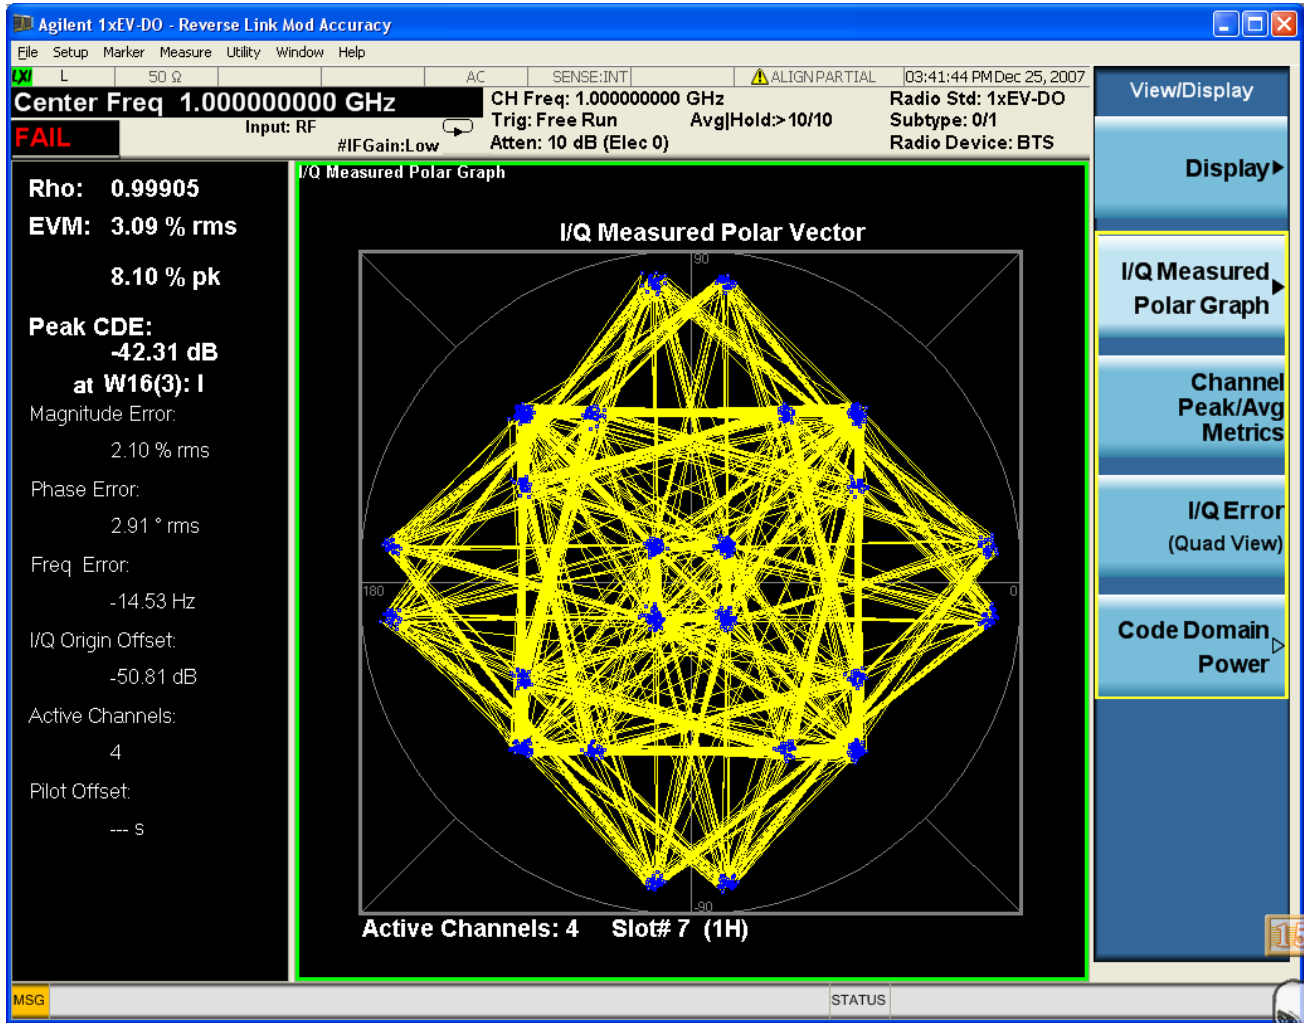 Agilent 1xEV-DO - Reverse Link Mod Accuracy
File Setup Marker Measure Utility Window Help
LXI L 50 Ω AC SENSE:INT ALIGN PARTIAL 03:41:44 PM Dec 25, 2007
Center Freq 1.000000000 GHz
CH Freq: 1.000000000 GHz
Radio Std: 1xEV-DO
Input: RF
Trig: Free Run
Avg|Hold:>10/10
Subtype: 0/1
FAIL
#IFGain:Low
Atten: 10 dB (Elec 0)
Radio Device: BTS
Rho: 0.99905
EVM: 3.09 % rms
8.10 % pk
Peak CDE:
-42.31 dB
at W16(3): I
Magnitude Error:
2.10 % rms
Phase Error:
2.91 ° rms
Freq Error:
-14.53 Hz
I/Q Origin Offset:
-50.81 dB
Active Channels:
4
Pilot Offset:
--- s
I/Q Measured Polar Graph
I/Q Measured Polar Vector
90
180
0
-90
Active Channels: 4 Slot# 7 (1H)
View/Display
Display
I/Q Measured
Polar Graph
Channel
Peak/Avg
Metrics
I/Q Error
(Quad View)
Code Domain
Power
MSG
STATUS